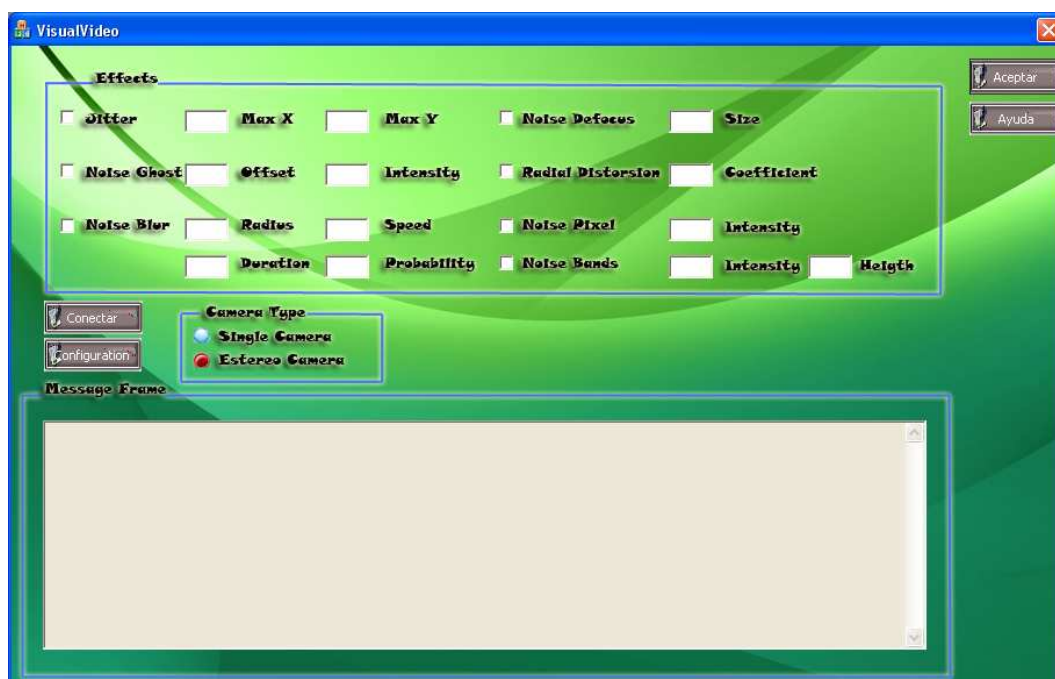 VisualVideo
Effects
Aceptar
Jitter Max X Max Y Noise Defocus Size
Ayuda
Noise Ghost Offset Intensity Radial Distorsion Coefficient
Noise Blur Radius Speed Noise Pixel Intensity
Duration Probability Noise Bands Intensity Heigth
Conectar
Camera Type
Single Camera
Configuration
Estereo Camera
Message Frame